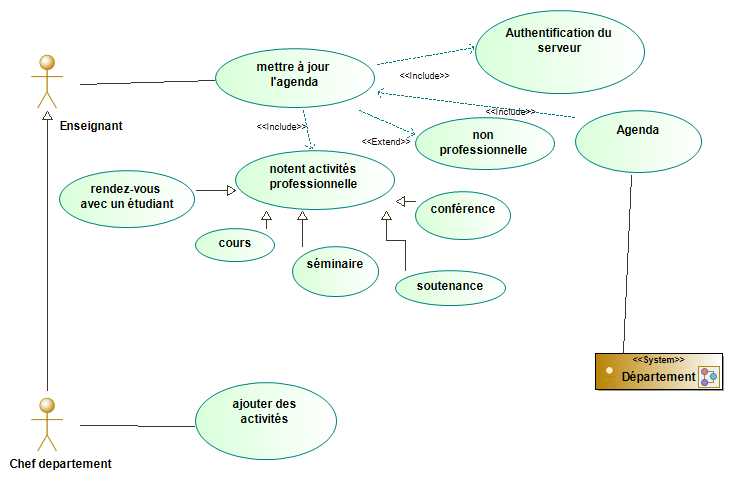 Authentification du
serveur
mettre à jour
l'agenda
<<Include>>
<<Include>>
Enseignant
<<Include>>
<<Extend>>
non
professionnelle
Agenda
notent activités
professionnelle
rendez-vous
avec un étudiant
conférence
cours
séminaire
soutenance
<<System>>
Département
ajouter des
activités
Chef departement